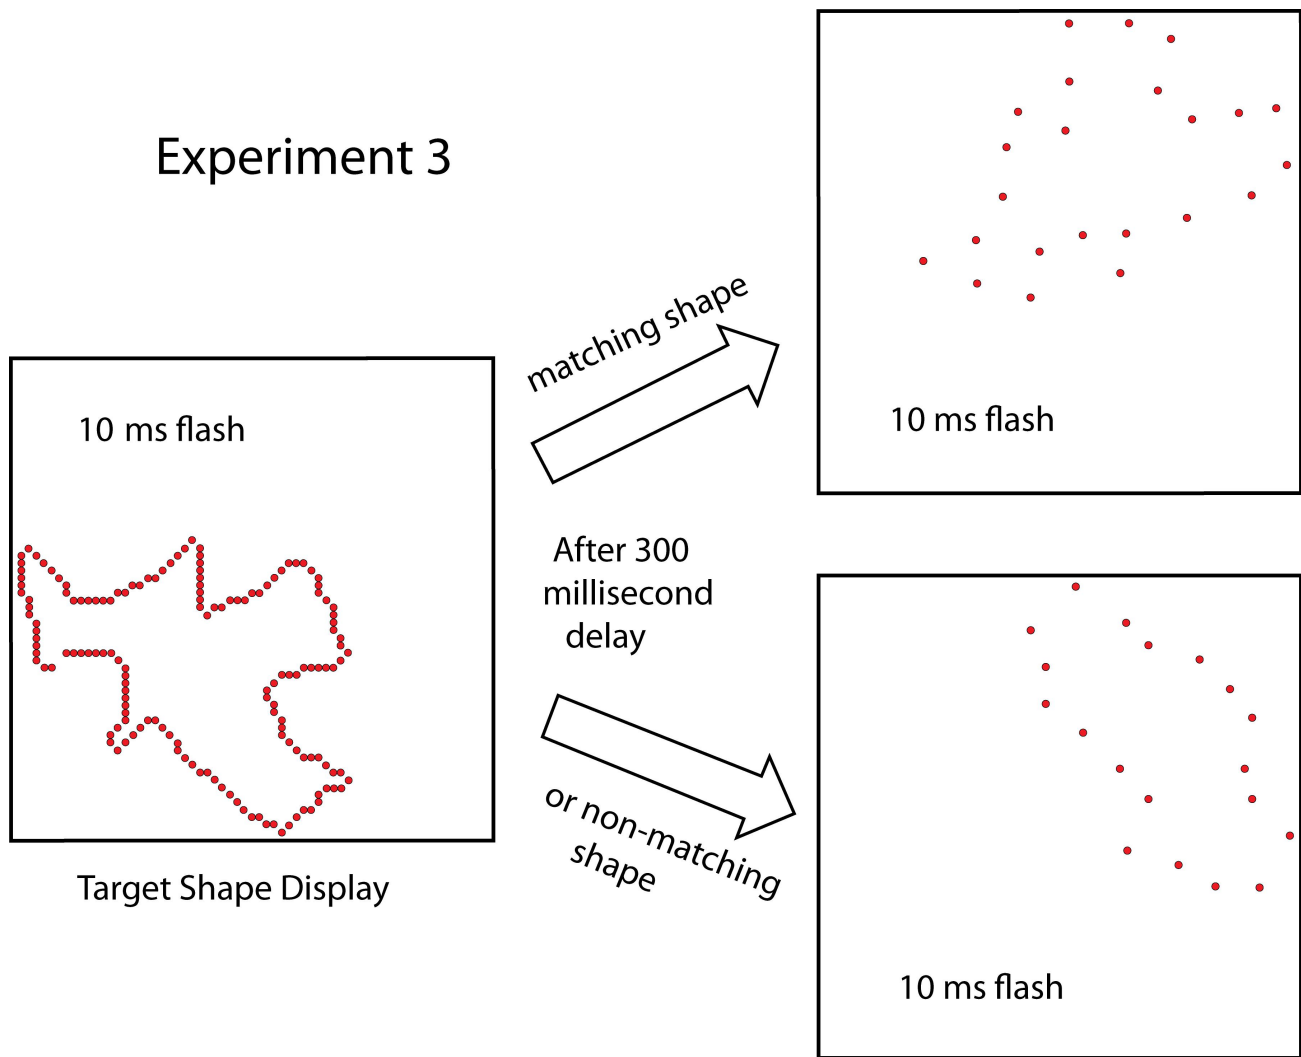 Experiment 3
10 ms flash
Target Shape Display
matching shape
After 300
millisecond
delay
or non-matching
shape
10 ms flash
10 ms flash